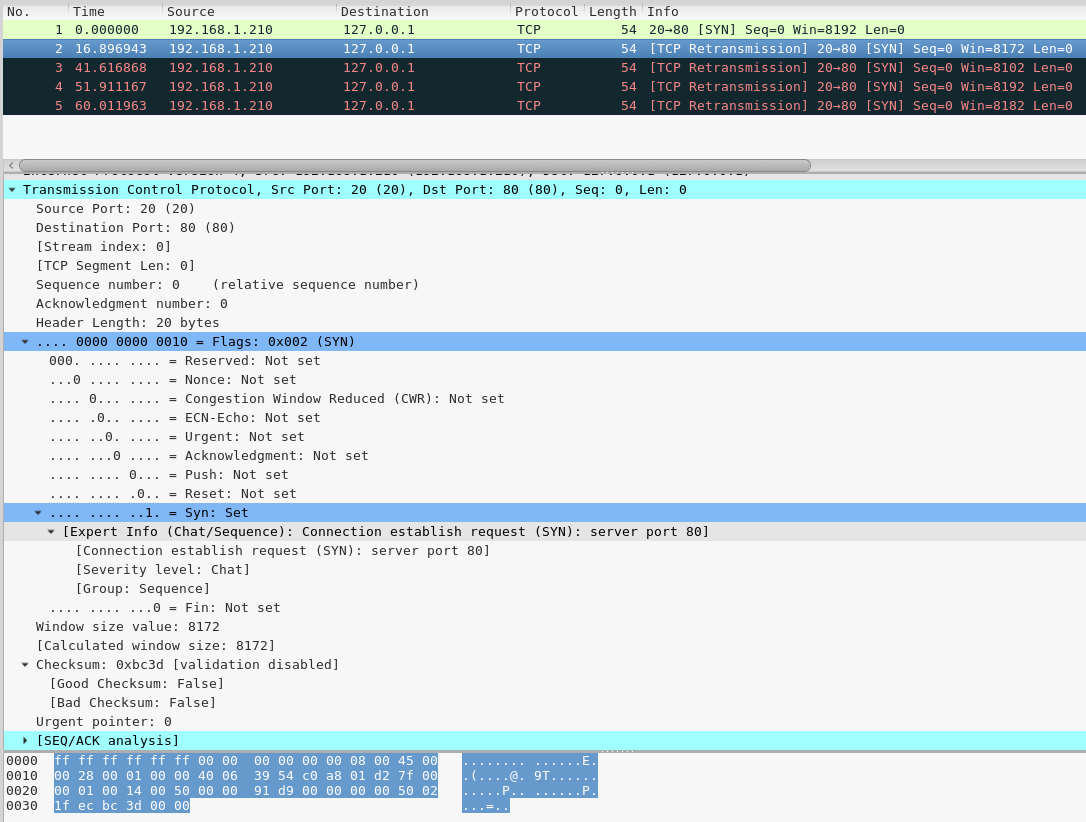 No. Time Source Destination Protocol Length Info
1 0.000000 192.168.1.210 127.0.0.1 TCP 54 20→80 [SYN] Seq=0 Win=8192 Len=0
2 16.896943 192.168.1.210 127.0.0.1 TCP 54 [TCP Retransmission] 20→80 [SYN] Seq=0 Win=8172 Len=0
3 41.616868 192.168.1.210 127.0.0.1 TCP 54 [TCP Retransmission] 20→80 [SYN] Seq=0 Win=8102 Len=0
4 51.911167 192.168.1.210 127.0.0.1 TCP 54 [TCP Retransmission] 20→80 [SYN] Seq=0 Win=8192 Len=0
5 60.011963 192.168.1.210 127.0.0.1 TCP 54 [TCP Retransmission] 20→80 [SYN] Seq=0 Win=8182 Len=0
Transmission Control Protocol, Src Port: 20 (20), Dst Port: 80 (80), Seq: 0, Len: 0
Source Port: 20 (20)
Destination Port: 80 (80)
[Stream index: 0]
[TCP Segment Len: 0]
Sequence number: 0    (relative sequence number)
Acknowledgment number: 0
Header Length: 20 bytes
.... 0000 0000 0010 = Flags: 0x002 (SYN)
000. .... .... = Reserved: Not set
...0 .... .... = Nonce: Not set
.... 0... .... = Congestion Window Reduced (CWR): Not set
.... .0.. .... = ECN-Echo: Not set
.... ..0. .... = Urgent: Not set
.... ...0 .... = Acknowledgment: Not set
.... .... 0... = Push: Not set
.... .... .0.. = Reset: Not set
.... .... ..1. = Syn: Set
[Expert Info (Chat/Sequence): Connection establish request (SYN): server port 80]
[Connection establish request (SYN): server port 80]
[Severity level: Chat]
[Group: Sequence]
.... .... ...0 = Fin: Not set
Window size value: 8172
[Calculated window size: 8172]
Checksum: 0xbc3d [validation disabled]
[Good Checksum: False]
[Bad Checksum: False]
Urgent pointer: 0
[SEQ/ACK analysis]
0000 ff ff ff ff ff ff 00 00 00 00 00 00 08 00 45 00 ........ ......E.
0010 00 28 00 01 00 00 40 06 39 54 c0 a8 01 d2 7f 00 .(....@. 9T......
0020 00 01 00 14 00 50 00 00 91 d9 00 00 00 00 50 02 .....P.. ......P.
0030 1f ec bc 3d 00 00 ...=..